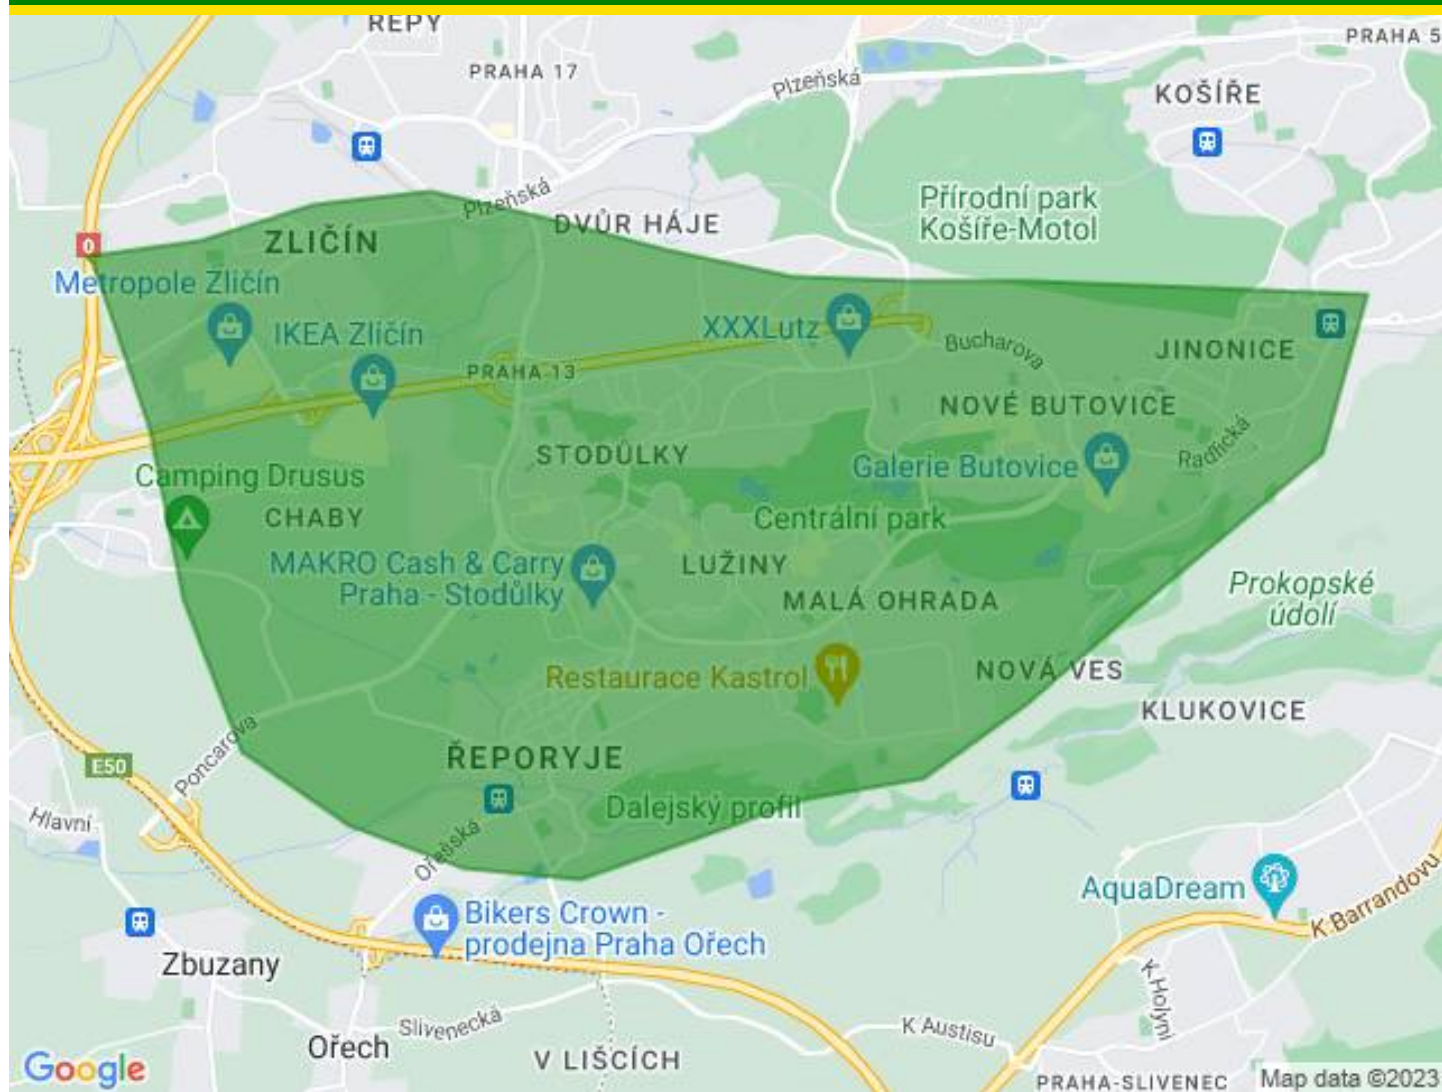 ŘEPY
PRAHA 5
PRAHA 17
Plzeňská
KOŠÍŘE
Plzeňská
Přírodní park
Košíře-Motol
DVŮR HÁJE
0
ZLIČÍN
Metropole Zličín
IKEA Zličín
XXXLutz
Bucharova
JINONICE
PRAHA 13
NOVÉ BUTOVICE
Radlická
STODŮLKY
Galerie Butovice
Camping Drusus
CHABY
Centrální park
MAKRO Cash & Carry
Praha - Stodůlky
LUŽINY
MALÁ OHRADA
Prokopské
údolí
Restaurace Kastrol
NOVÁ VES
KLUKOVICE
Poncarova
ŘEPORYJE
E50
Dalejský profil
Hlavní
Ořešská
AquaDream
K Barrandovu
Bikers Crown -
prodejna Praha Ořech
Zbuzany
K Holyni
Slivenecká
K Austisu
Ořech
V LIŠCÍCH
Google
PRAHA-SLIVENEC
Map data ©2023